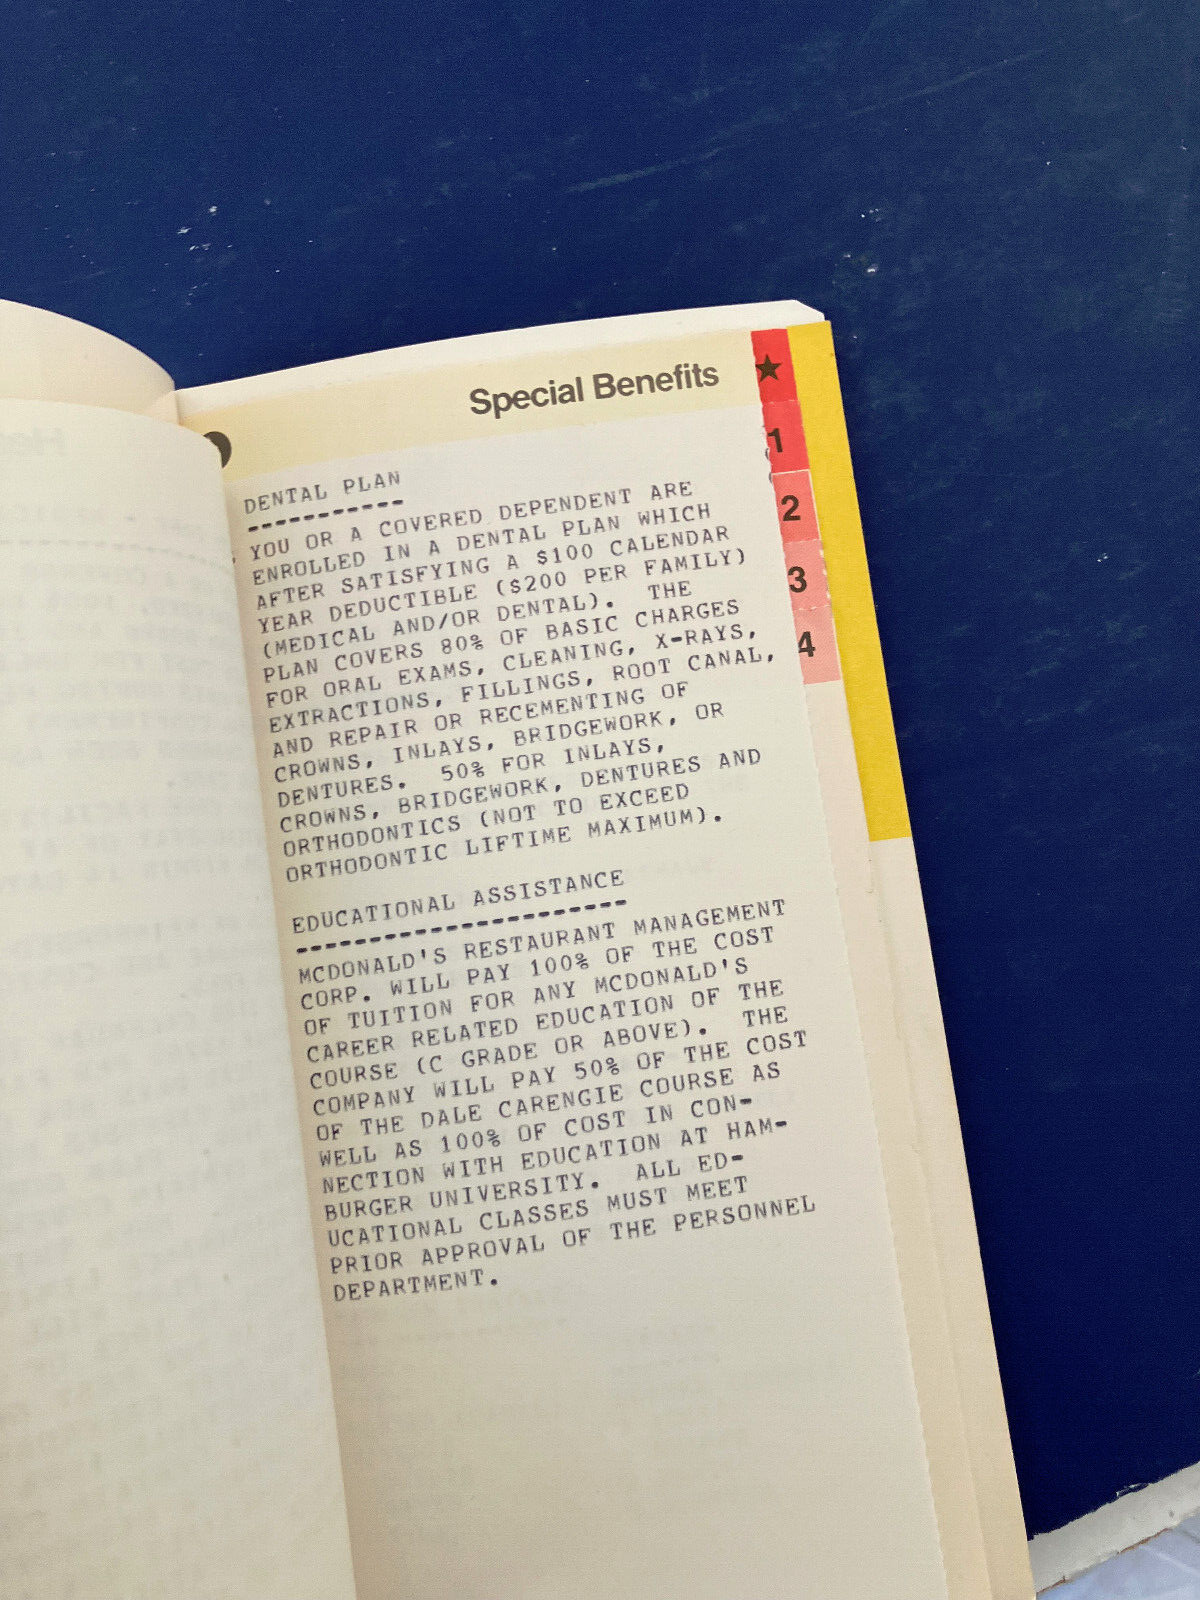 Special Benefits
★
1
2
3
4
DENTAL PLAN
-----------
YOU OR A COVERED DEPENDENT ARE
ENROLLED IN A DENTAL PLAN WHICH
AFTER SATISFYING A $100 CALENDAR
YEAR DEDUCTIBLE ($200 PER FAMILY)
(MEDICAL AND/OR DENTAL).  THE
PLAN COVERS 80% OF BASIC CHARGES
FOR ORAL EXAMS, CLEANING, X-RAYS,
EXTRACTIONS, FILLINGS, ROOT CANAL,
AND REPAIR OR RECEMENTING OF
CROWNS, INLAYS, BRIDGEWORK, OR
DENTURES.  50% FOR INLAYS,
CROWNS, BRIDGEWORK, DENTURES AND
ORTHODONTICS (NOT TO EXCEED
ORTHODONTIC LIFTIME MAXIMUM).
EDUCATIONAL ASSISTANCE
----------------------
MCDONALD'S RESTAURANT MANAGEMENT
CORP. WILL PAY 100% OF THE COST
OF TUITION FOR ANY MCDONALD'S
CAREER RELATED EDUCATION OF THE
COURSE (C GRADE OR ABOVE).  THE
COMPANY WILL PAY 50% OF THE COST
OF THE DALE CARENGIE COURSE AS
WELL AS 100% OF COST IN CON-
NECTION WITH EDUCATION AT HAM-
BURGER UNIVERSITY.  ALL ED-
UCATIONAL CLASSES MUST MEET
PRIOR APPROVAL OF THE PERSONNEL
DEPARTMENT.